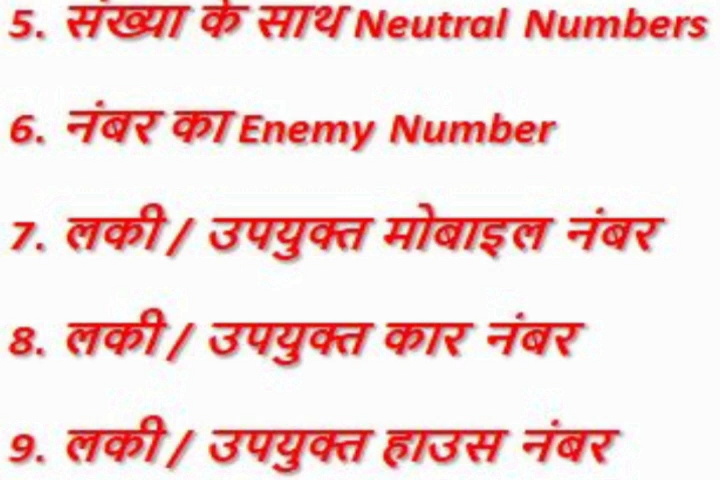 5. संख्या के साथ Neutral Numbers
6. नंबर का Enemy Number
7. लकी/ उपयुक्त मोबाइल नंबर
8. लकी/ उपयुक्त कार नंबर
9. लकी/ उपयुक्त हाउस नंबर